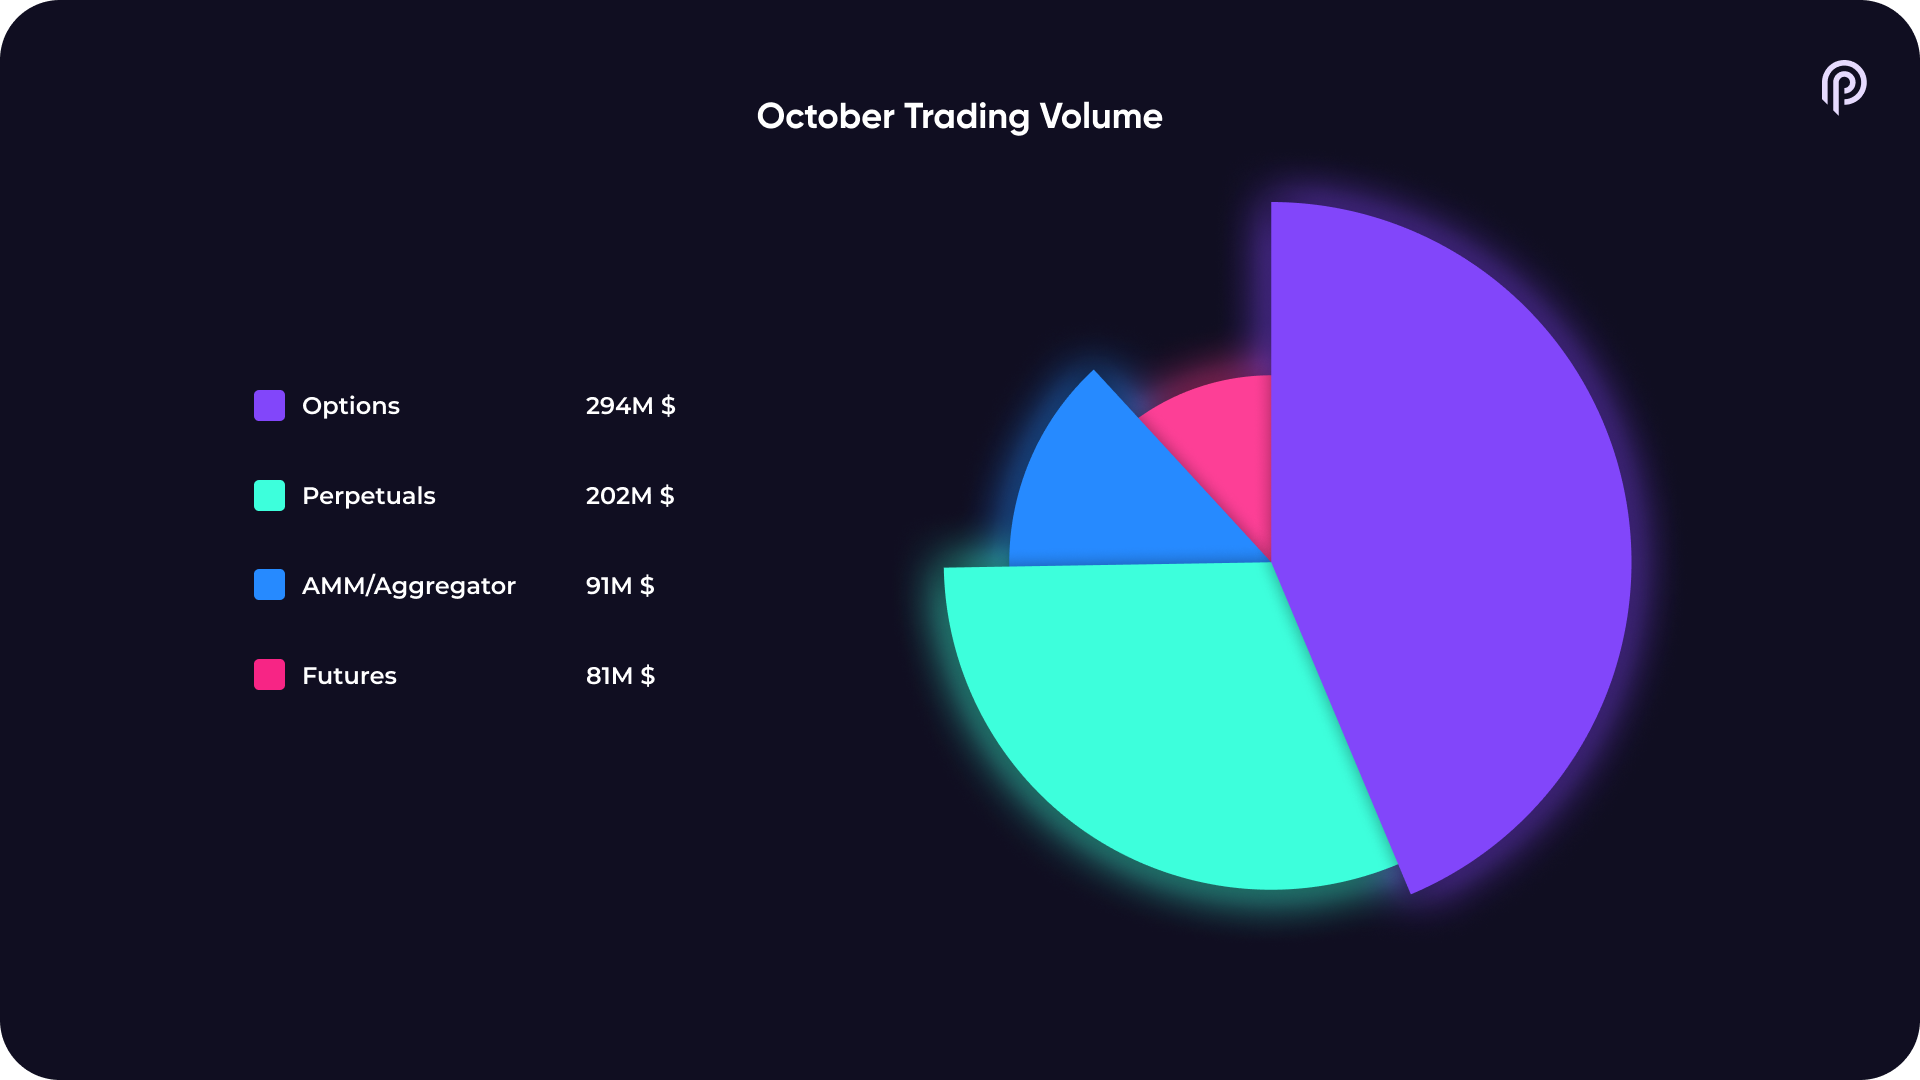 October Trading Volume
Options 294M $
Perpetuals 202M $
AMM/Aggregator 91M $
Futures 81M $